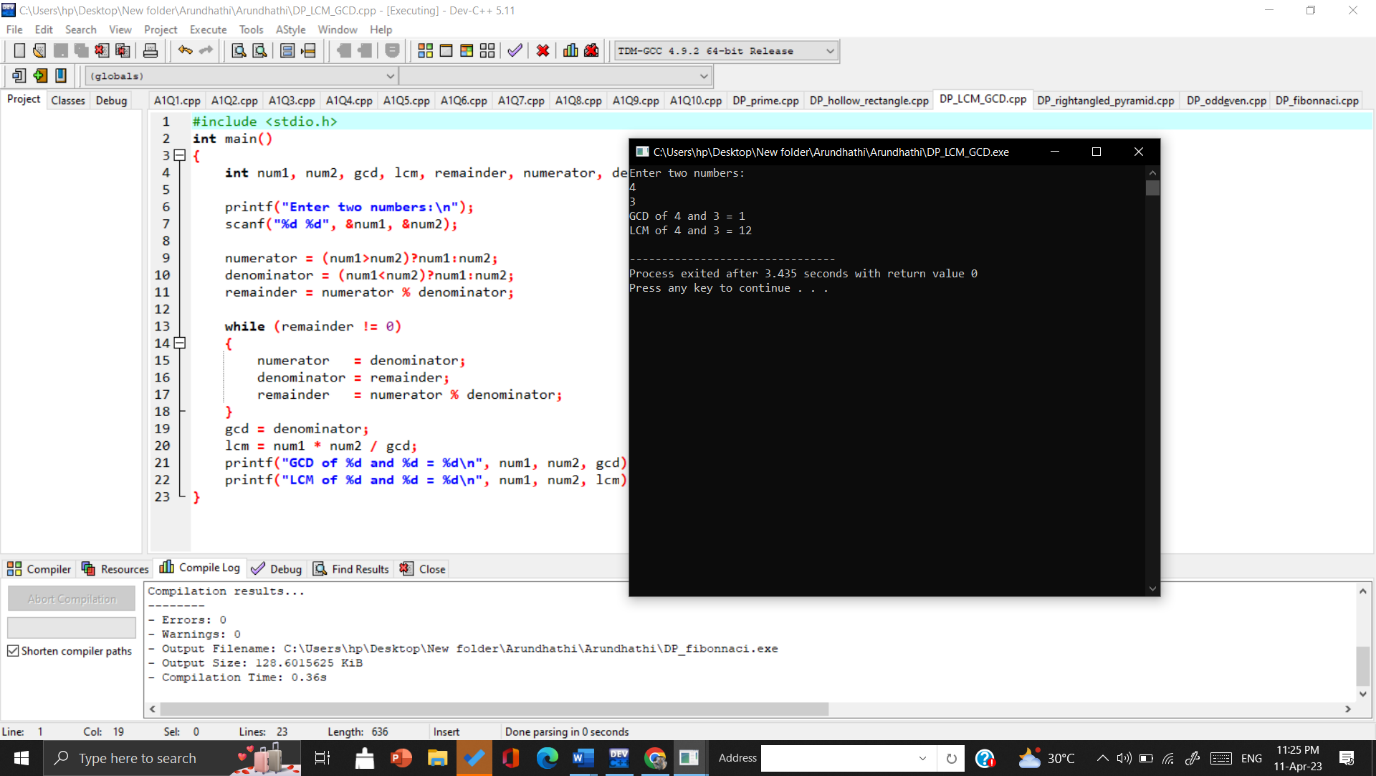 C:\Users\hp\Desktop\New folder\Arundhathi\Arundhathi\DP_LCM_GCD.cpp - [Executing] - Dev-C++ 5.11
File Edit Search View Project Execute Tools AStyle Window Help
TDM-GCC 4.9.2 64-bit Release
(globals)
Project Classes Debug
A1Q1.cpp A1Q2.cpp A1Q3.cpp A1Q4.cpp A1Q5.cpp A1Q6.cpp A1Q7.cpp A1Q8.cpp A1Q9.cpp A1Q10.cpp DP_prime.cpp DP_hollow_rectangle.cpp DP_LCM_GCD.cpp DP_rightangled_pyramid.cpp DP_oddeven.cpp DP_fibonnaci.cpp
1 #include <stdio.h>
2 int main()
3 {
4 int num1, num2, gcd, lcm, remainder, numerator, de
5
6 printf("Enter two numbers:\n");
7 scanf("%d %d", &num1, &num2);
8
9 numerator = (num1>num2)?num1:num2;
10 denominator = (num1<num2)?num1:num2;
11 remainder = numerator % denominator;
12
13 while (remainder != 0)
14 {
15 numerator = denominator;
16 denominator = remainder;
17 remainder = numerator % denominator;
18 }
19 gcd = denominator;
20 lcm = num1 * num2 / gcd;
21 printf("GCD of %d and %d = %d\n", num1, num2, gcd)
22 printf("LCM of %d and %d = %d\n", num1, num2, lcm)
23 }
C:\Users\hp\Desktop\New folder\Arundhathi\Arundhathi\DP_LCM_GCD.exe
Enter two numbers:
4
3
GCD of 4 and 3 = 1
LCM of 4 and 3 = 12
--------------------------------
Process exited after 3.435 seconds with return value 0
Press any key to continue . . .
Compiler Resources Compile Log Debug Find Results Close
Abort Compilation
Shorten compiler paths
Compilation results...
--------
- Errors: 0
- Warnings: 0
- Output Filename: C:\Users\hp\Desktop\New folder\Arundhathi\Arundhathi\DP_fibonnaci.exe
- Output Size: 128.6015625 KiB
- Compilation Time: 0.36s
Line: 1 Col: 19 Sel: 0 Lines: 23 Length: 636 Insert Done parsing in 0 seconds
Type here to search
DEV
Address
30°C
ENG
11:25 PM
11-Apr-23